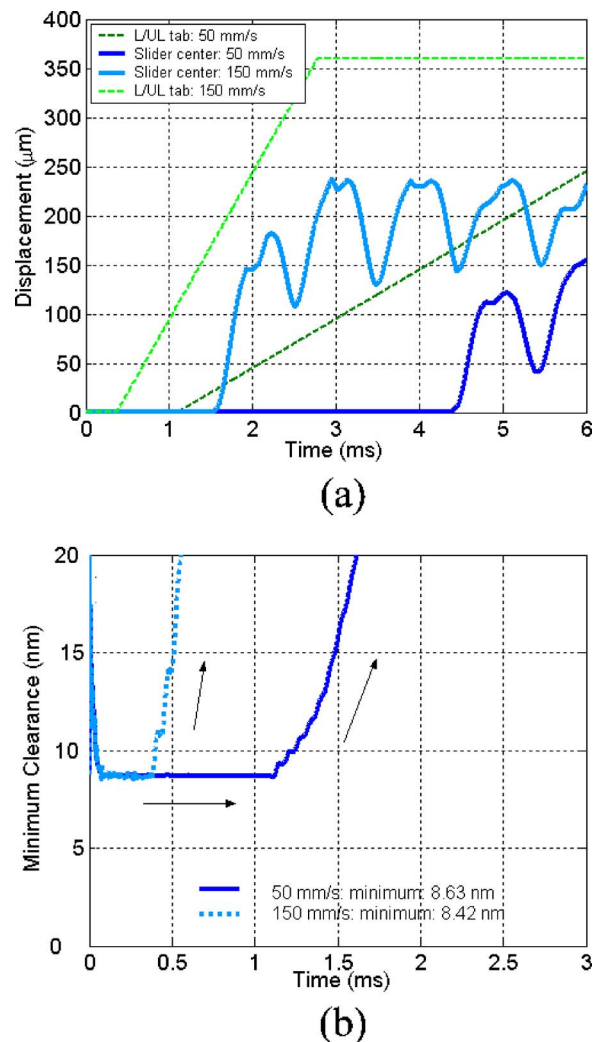 400
350
300
250
200
150
100
50
0
Displacement (μm)
L/UL tab: 50 mm/s
Slider center: 50 mm/s
Slider center: 150 mm/s
L/UL tab: 150 mm/s
0 1 2 3 4 5 6
Time (ms)
(a)
20
15
10
5
0
Minimum Clearance (nm)
50 mm/s: minimum: 8.63 nm
150 mm/s: minimum: 8.42 nm
0 0.5 1 1.5 2 2.5 3
Time (ms)
(b)